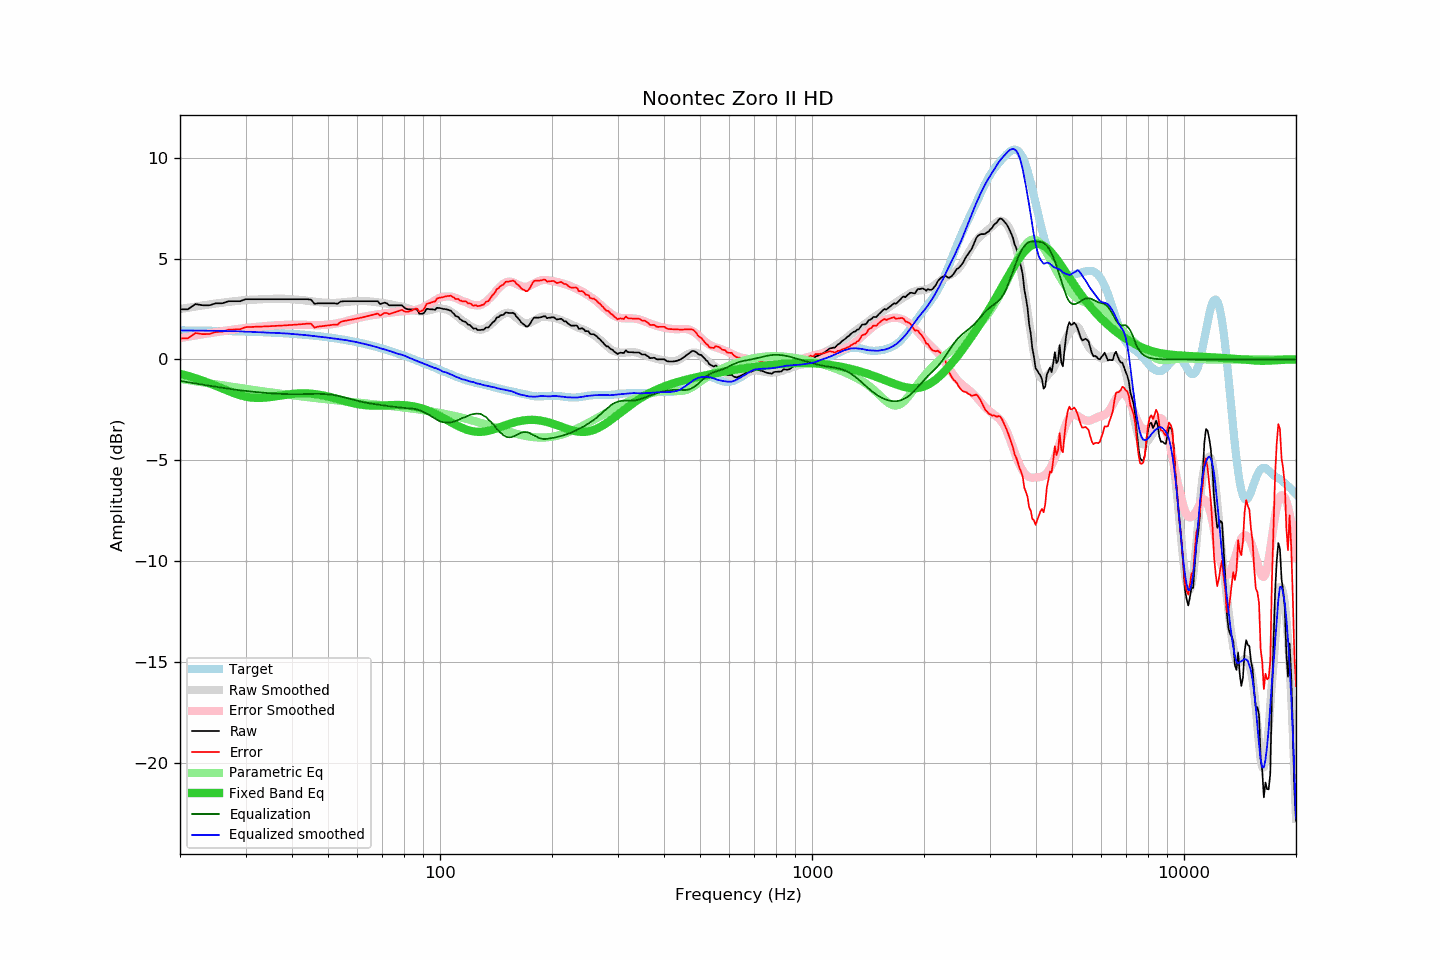 Noontec Zoro II HD
10
5
0
−5
−10
−15
−20
Amplitude (dBr)
Target
Raw Smoothed
Error Smoothed
Raw
Error
Parametric Eq
Fixed Band Eq
Equalization
Equalized smoothed
100
1000
10000
Frequency (Hz)